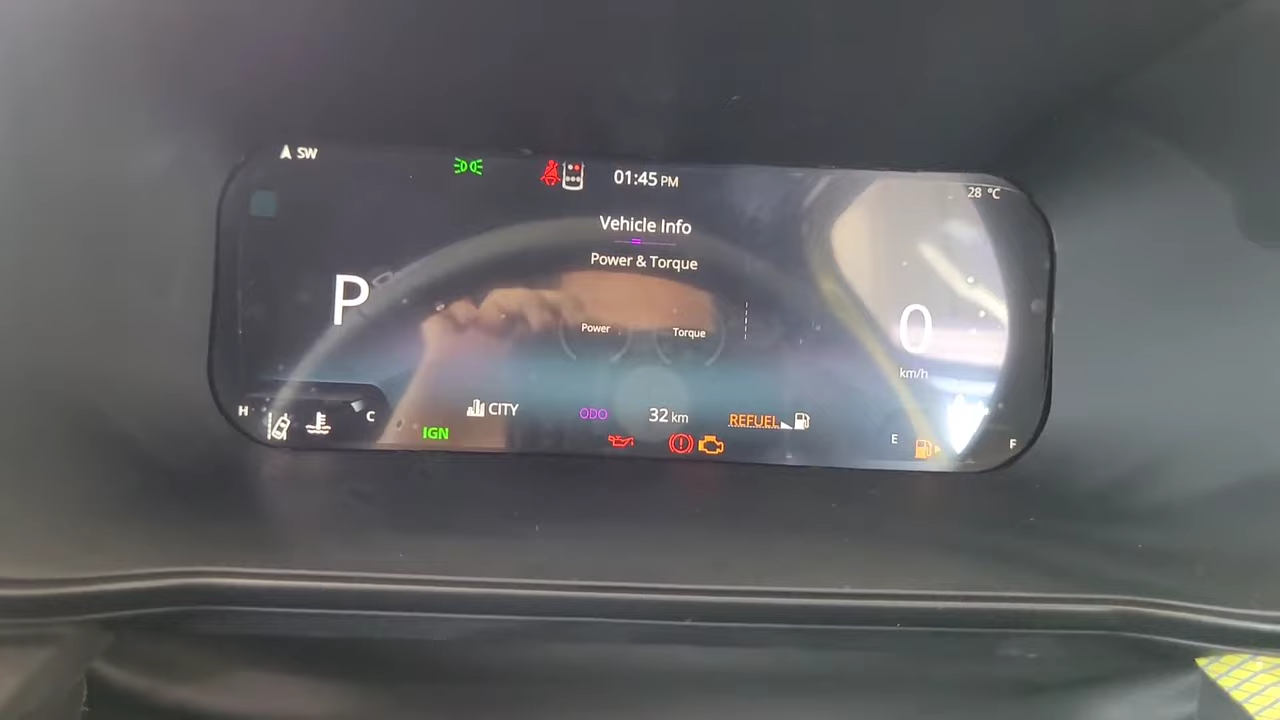 SW
01:45 PM
28 °C
Vehicle Info
Power & Torque
P
Power
Torque
0
km/h
H
C
CITY
ODO
32 km
REFUEL
IGN
E
F